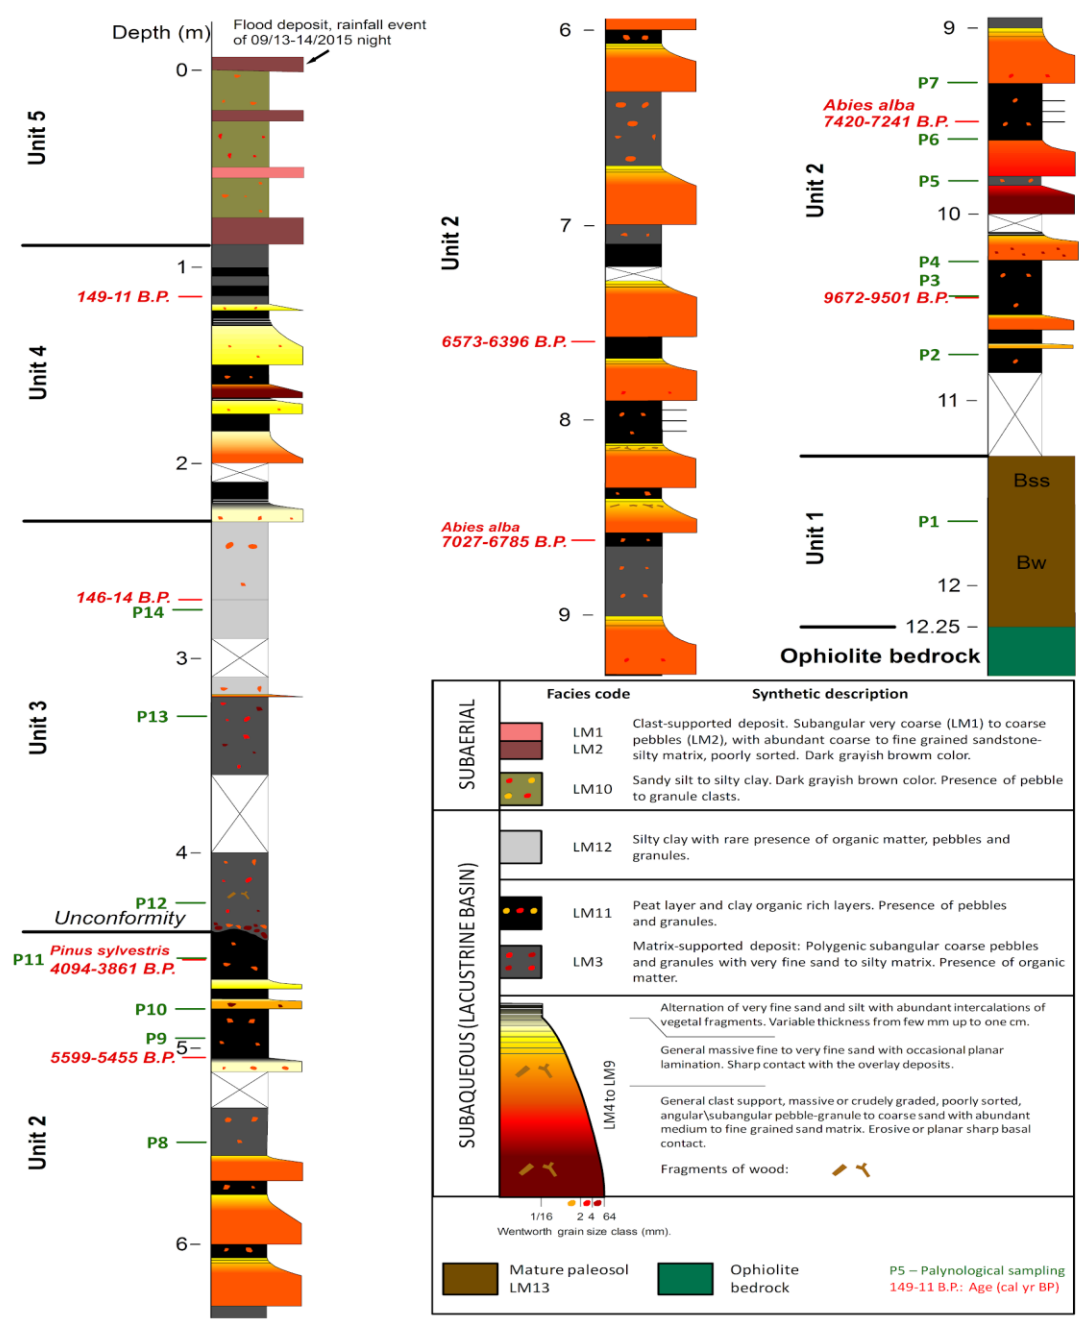 Depth (m)
Flood deposit, rainfall event
of 09/13-14/2015 night
0
Unit 5
1
149-11 B.P.
Unit 4
2
146-14 B.P.
P14
3
P13
Unit 3
4
P12
Unconformity
P11
Pinus sylvestris
4094-3861 B.P.
P10
P9
5
5599-5455 B.P.
Unit 2
P8
6
6
7
Unit 2
6573-6396 B.P.
8
Abies alba
7027-6785 B.P.
9
9
P7
Abies alba
7420-7241 B.P.
P6
Unit 2
P5
10
P4
P3
9672-9501 B.P.
P2
11
Bss
P1
Unit 1
Bw
12
12.25
Ophiolite bedrock
Facies code
Synthetic description
SUBAERIAL
LM1
LM2
Clast-supported deposit. Subangular very coarse (LM1) to coarse
pebbles (LM2), with abundant coarse to fine grained sandstone-
silty matrix, poorly sorted. Dark grayish browm color.
LM10
Sandy silt to silty clay. Dark grayish brown color. Presence of pebble
to granule clasts.
SUBAQUEOUS (LACUSTRINE BASIN)
LM12
Silty clay with rare presence of organic matter, pebbles and
granules.
LM11
Peat layer and clay organic rich layers. Presence of pebbles
and granules.
LM3
Matrix-supported deposit: Polygenic subangular coarse pebbles
and granules with very fine sand to silty matrix. Presence of organic
matter.
LM4 to LM9
Alternation of very fine sand and silt with abundant intercalations of
vegetal fragments. Variable thickness from few mm up to one cm.
General massive fine to very fine sand with occasional planar
lamination. Sharp contact with the overlay deposits.
General clast support, massive or crudely graded, poorly sorted,
angular\subangular pebble-granule to coarse sand with abundant
medium to fine grained sand matrix. Erosive or planar sharp basal
contact.
Fragments of wood:
1/16 2 4 64
Wentworth grain size class (mm).
Mature paleosol
LM13
Ophiolite
bedrock
P5 – Palynological sampling
149-11 B.P.: Age (cal yr BP)